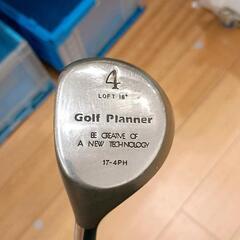 4
LOFT 18°
Golf Planner
BE CREATIVE OF
A NEW TECHNOLOGY
17-4PH